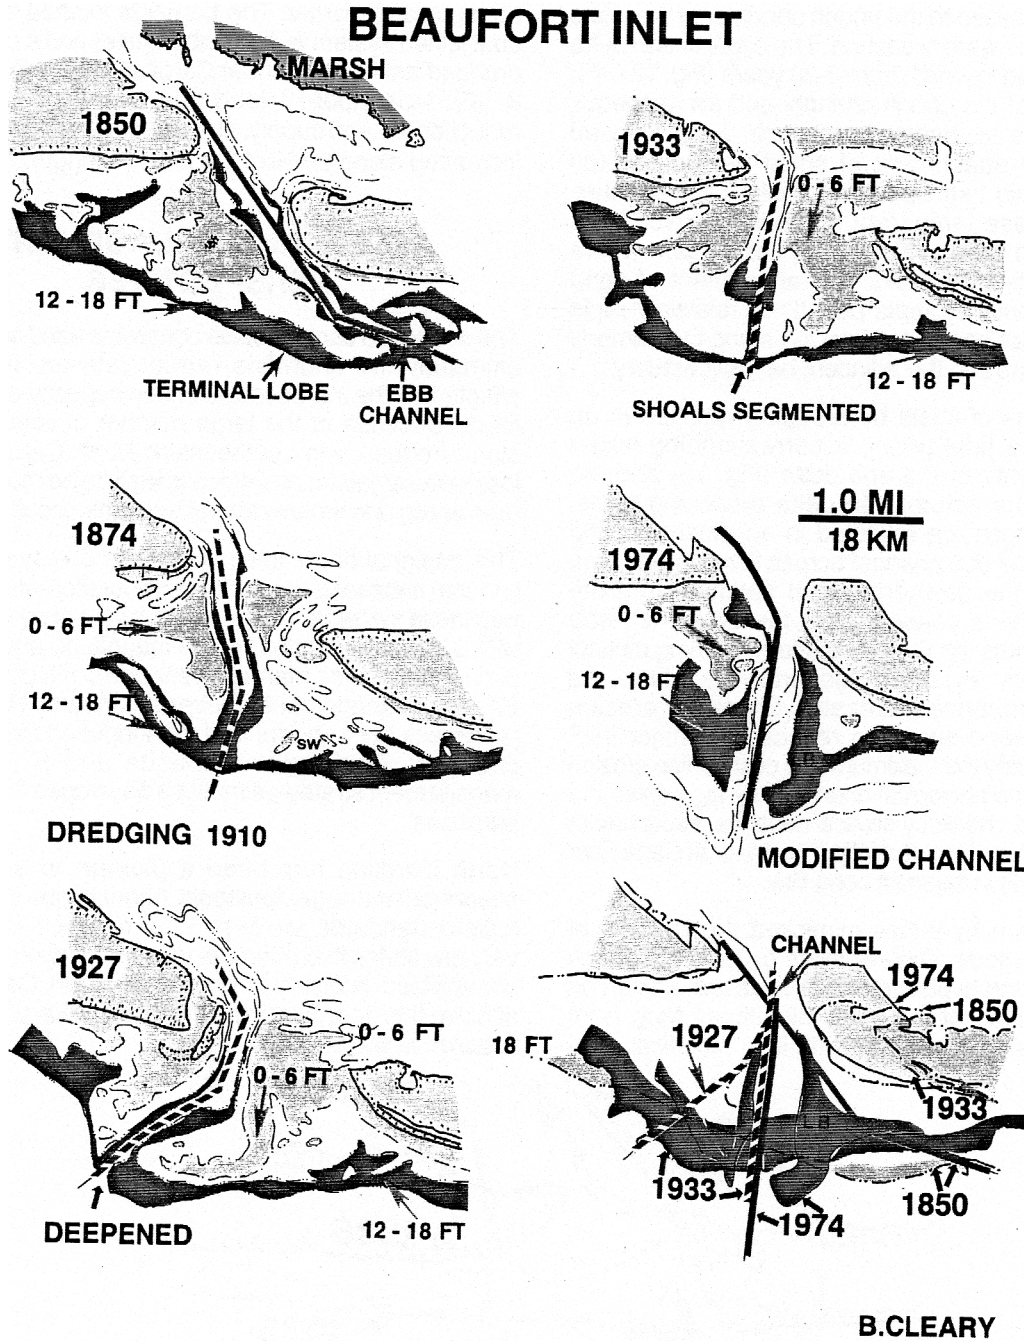 BEAUFORT INLET
MARSH
1850
12 - 18 FT
TERMINAL LOBE
EBB
CHANNEL
1933
0 - 6 FT
12 - 18 FT
SHOALS SEGMENTED
1874
0 - 6 FT
12 - 18 FT
SW
DREDGING 1910
1.0 MI
1.8 KM
1974
0 - 6 FT
12 - 18 FT
MODIFIED CHANNEL
1927
0 - 6 FT
0 - 6 FT
12 - 18 FT
DEEPENED
CHANNEL
1974
1850
1927
18 FT
1933
LB
1933
1974
1850
B.CLEARY